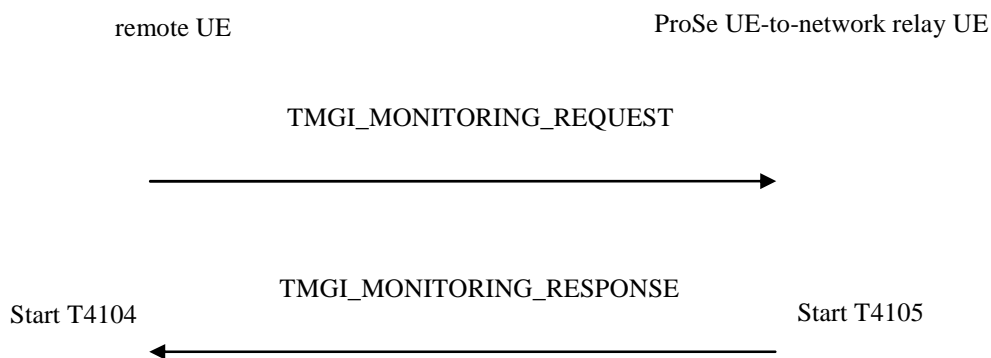 remote UE
ProSe UE-to-network relay UE
TMGI_MONITORING_REQUEST
TMGI_MONITORING_RESPONSE
Start T4104
Start T4105